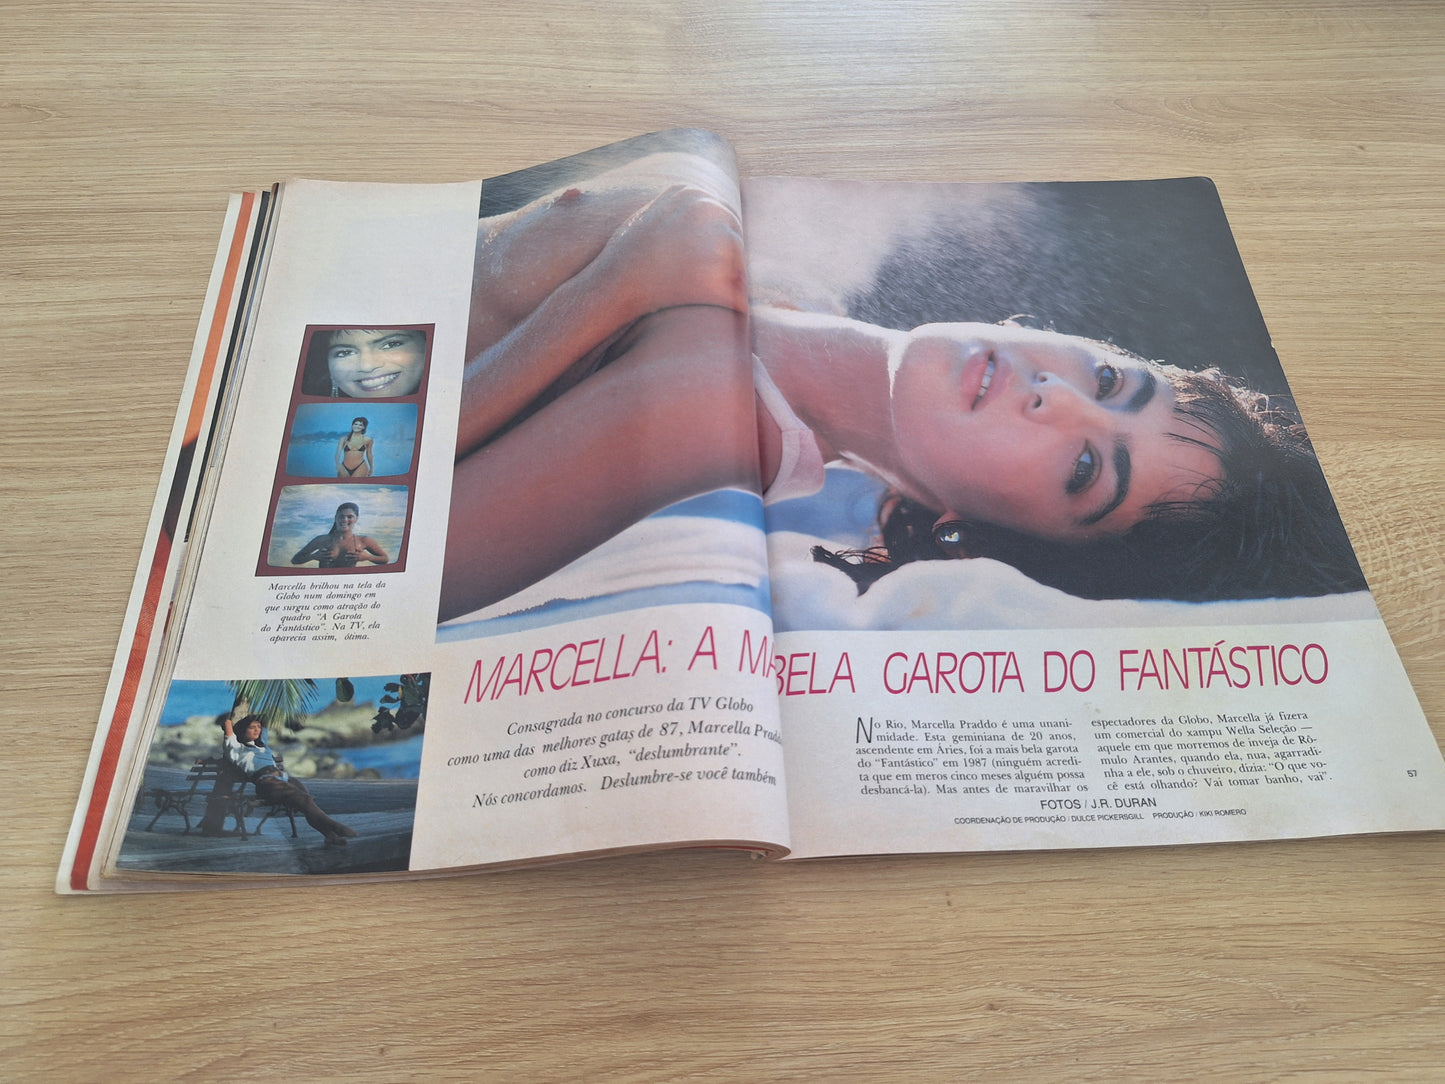 Marcella brilhou na tela da
Globo num domingo em
que surgiu como atração do
quadro "A Garota
do Fantástico". Na TV, ela
aparecia assim, ótima.
MARCELLA: A MA BELA GAROTA DO FANTÁSTICO
Consagrada no concurso da TV Globo
como uma das melhores gatas de 87, Marcella Praddo
como diz Xuxa, "deslumbrante".
Nós concordamos. Deslumbre-se você também
No Rio, Marcella Praddo é uma unani-
midade. Esta geminiana de 20 anos,
ascendente em Áries, foi a mais bela garota
do "Fantástico" em 1987 (ninguém acredi-
ta que em meros cinco meses alguém possa
desbancá-la). Mas antes de maravilhar os
espectadores da Globo, Marcella já fizera
um comercial do xampu Wella Seleção —
aquele em que morremos de inveja de Rô-
mulo Arantes, quando ela, nua, agarradi-
nha a ele, sob o chuveiro, dizia: "O que vo-
cê está olhando? Vai tomar banho, vai".
FOTOS / J.R. DURAN
COORDENAÇÃO DE PRODUÇÃO / DULCE PICKERSGILL PRODUÇÃO / KIKI ROMERO
57